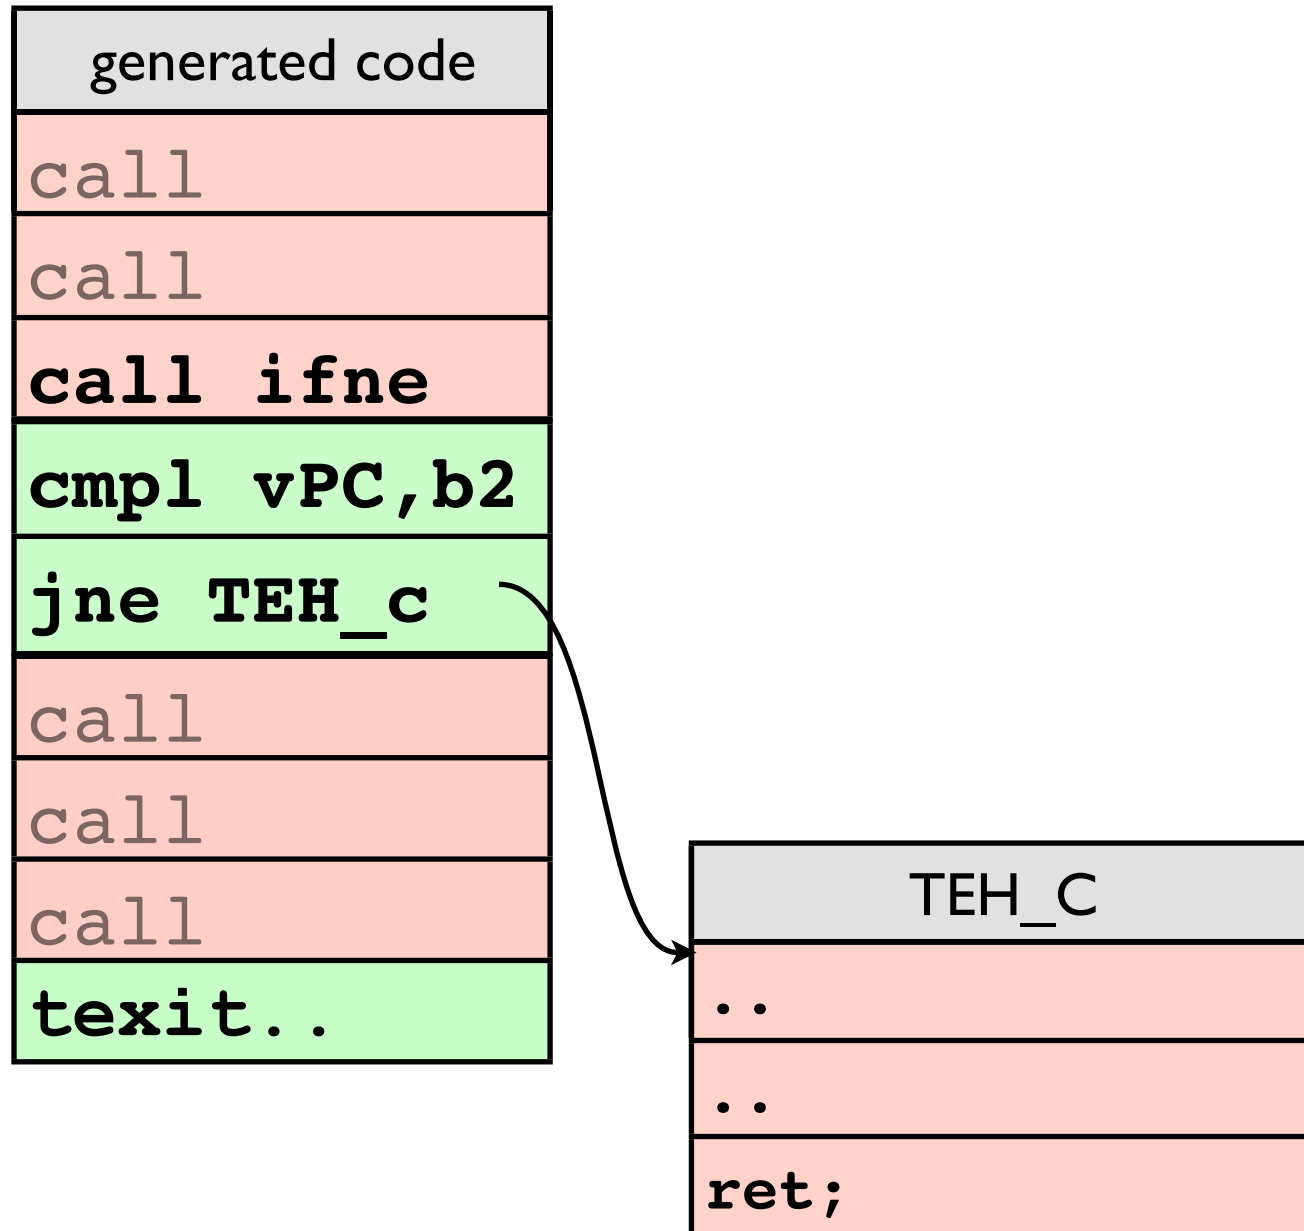 generated code
call
call
call ifne
cmpl vPC,b2
jne TEH_c
call
call
call
texit..
TEH_C
..
..
ret;